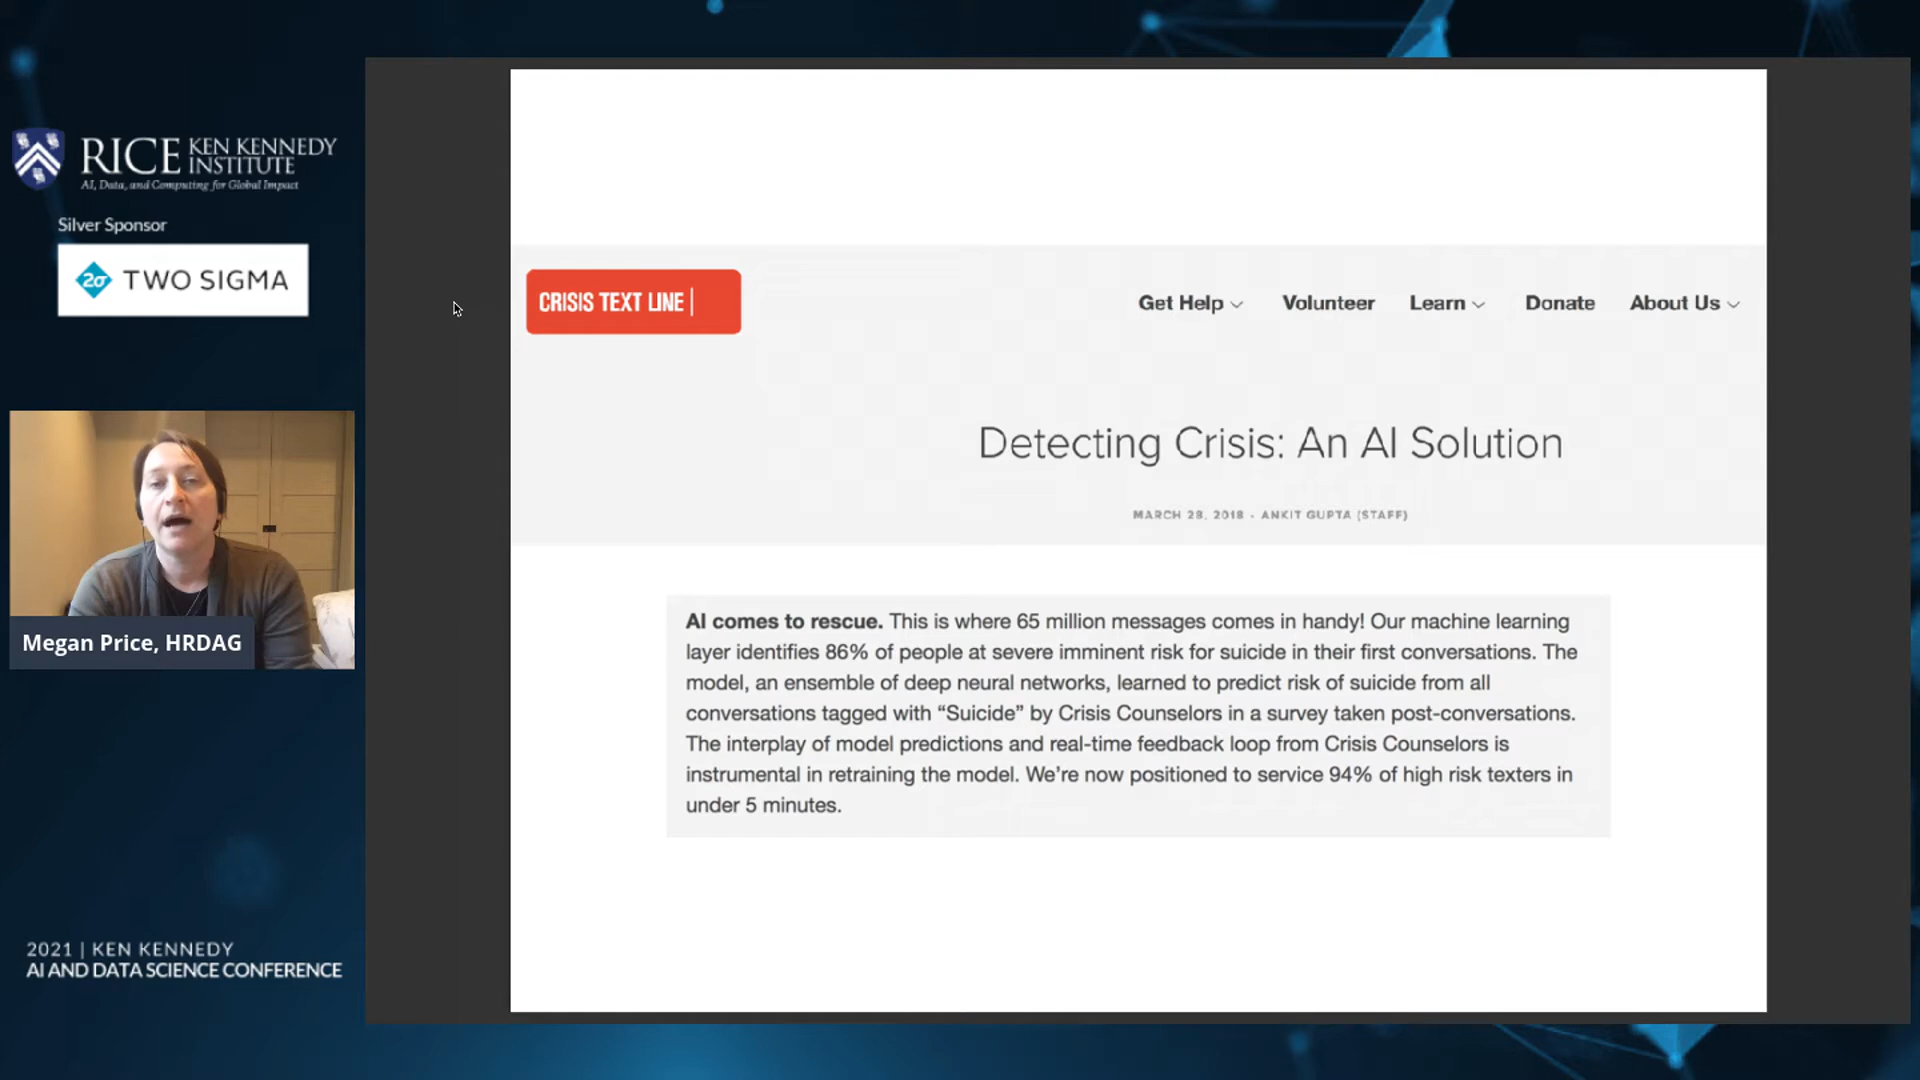 RICE KEN KENNEDY INSTITUTE
AI, Data, and Computing for Global Impact
Silver Sponsor
2σ TWO SIGMA
Megan Price, HRDAG
2021 | KEN KENNEDY
AI AND DATA SCIENCE CONFERENCE
CRISIS TEXT LINE |
Get Help Volunteer Learn Donate About Us
Detecting Crisis: An AI Solution
MARCH 28, 2018 - ANKIT GUPTA (STAFF)
AI comes to rescue. This is where 65 million messages comes in handy! Our machine learning
layer identifies 86% of people at severe imminent risk for suicide in their first conversations. The
model, an ensemble of deep neural networks, learned to predict risk of suicide from all
conversations tagged with “Suicide” by Crisis Counselors in a survey taken post-conversations.
The interplay of model predictions and real-time feedback loop from Crisis Counselors is
instrumental in retraining the model. We’re now positioned to service 94% of high risk texters in
under 5 minutes.